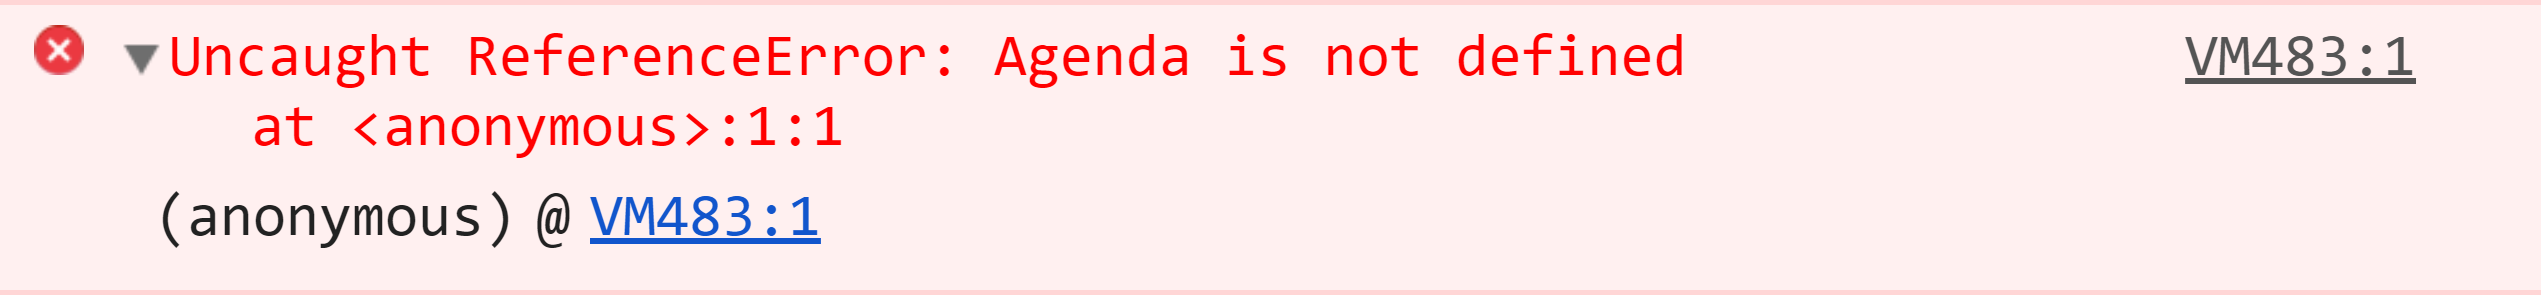 Uncaught ReferenceError: Agenda is not defined VM483:1
at <anonymous>:1:1
(anonymous) @ VM483:1